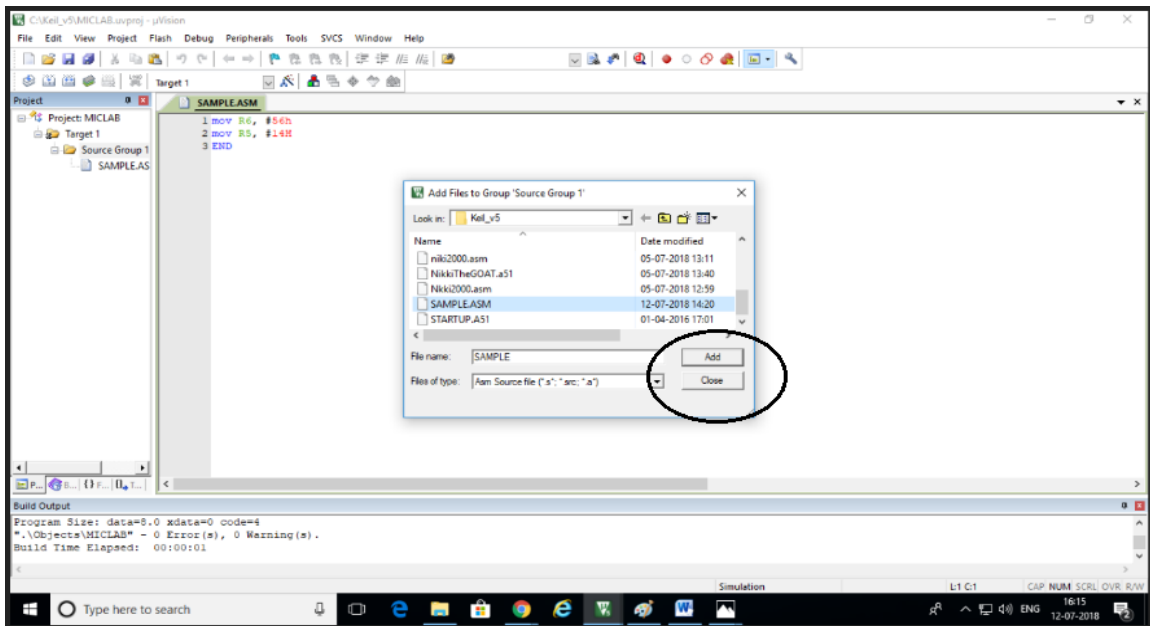 C:\Keil_v5\MICLAB.uvproj - µVision
File Edit View Project Flash Debug Peripherals Tools SVCS Window Help
Target 1
Project
SAMPLE.ASM
Project: MICLAB
Target 1
Source Group 1
SAMPLE.AS
1 mov R6, #56h
2 mov R5, #14H
3 END
Add Files to Group 'Source Group 1'
Look in: Keil_v5
Name Date modified
niki2000.asm 05-07-2018 13:11
NikkiTheGOAT.a51 05-07-2018 13:40
Nkki2000.asm 05-07-2018 12:59
SAMPLE.ASM 12-07-2018 14:20
STARTUP.A51 01-04-2016 17:01
File name: SAMPLE Add
Files of type: Asm Source file (*.s*; *.src; *.a*) Close
P... B... {} F... T...
Build Output
Program Size: data=8.0 xdata=0 code=4
".\Objects\MICLAB" - 0 Error(s), 0 Warning(s).
Build Time Elapsed: 00:00:01
Simulation L:1 C:1 CAP NUM SCRL OVR R/W
Type here to search ENG 16:15
12-07-2018